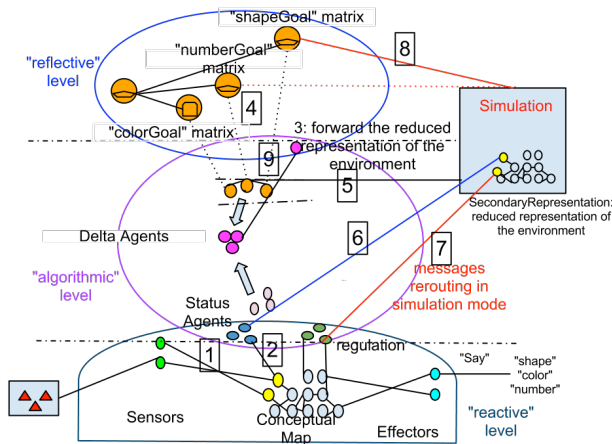 "shapeGoal" matrix
8
"numberGoal"
matrix
"reflective"
level
4
Simulation
"colorGoal" matrix
3: forward the reduced
representation of the
environment
9
5
SecondaryRepresentation:
reduced representation of
the environment
Delta Agents
6
7
"algorithmic"
level
messages
rerouting in
simulation mode
Status
Agents
regulation
1
2
"Say"
"shape"
"color"
"number"
Sensors
Conceptual
Map
Effectors
"reactive"
level